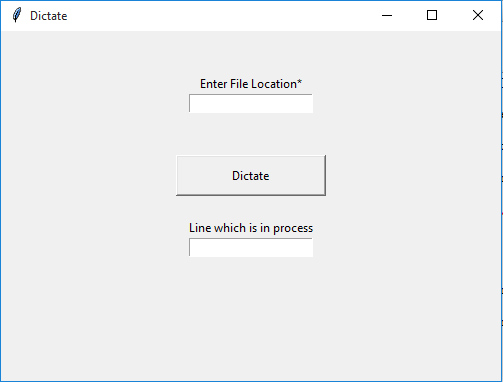 Dictate
Enter File Location*
Dictate
Line which is in process